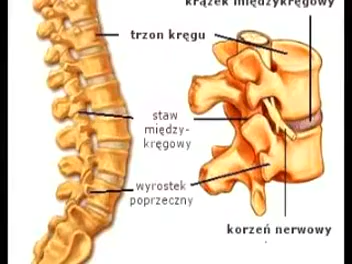 krążek międzykręgowy
trzon kręgu
staw
między-
kręgowy
wyrostek
poprzeczny
korzeń nerwowy